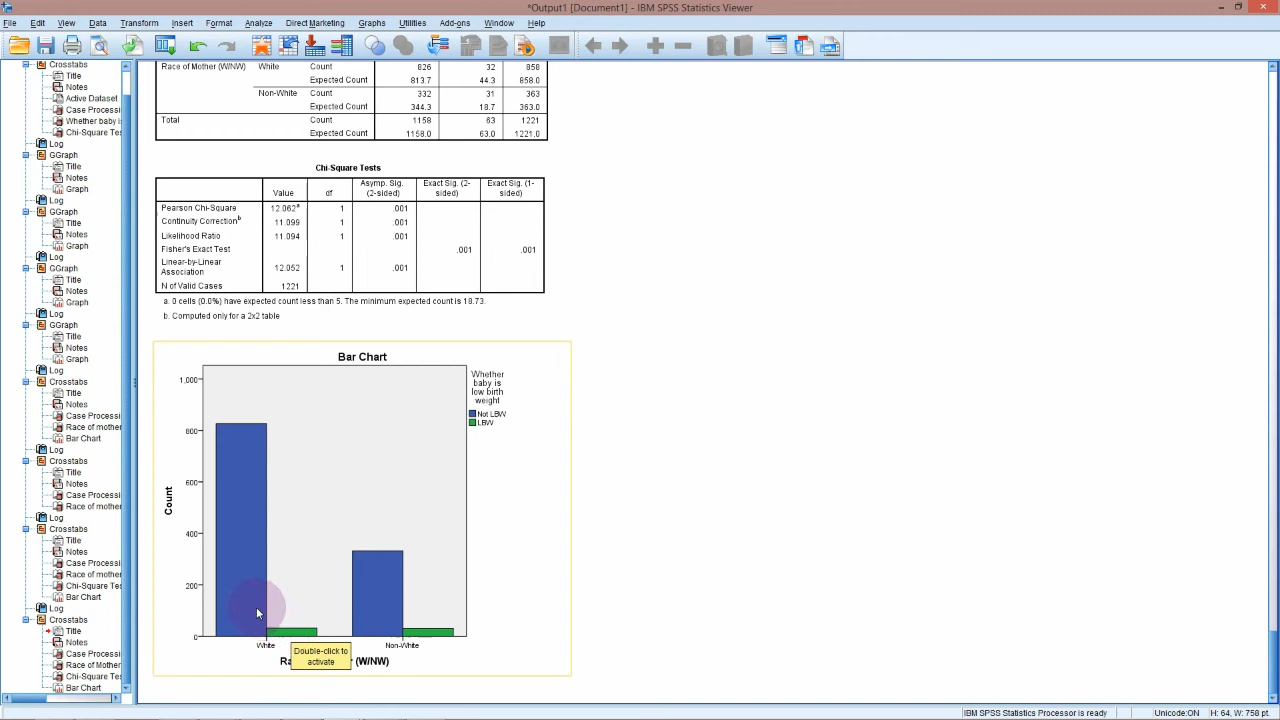 *Output1 [Document1] - IBM SPSS Statistics Viewer
File Edit View Data Transform Insert Format Analyze Direct Marketing Graphs Utilities Add-ons Window Help
Crosstabs
Title
Notes
Active Dataset
Case Processi
Whether baby i
Chi-Square Te
Log
GGraph
Title
Notes
Graph
Log
GGraph
Title
Notes
Graph
Log
GGraph
Title
Notes
Graph
Log
GGraph
Title
Notes
Graph
Log
Crosstabs
Title
Notes
Case Processi
Race of mother
Bar Chart
Log
Crosstabs
Title
Notes
Case Processi
Race of mother
Log
Crosstabs
Title
Notes
Case Processi
Race of mother
Chi-Square Te
Bar Chart
Log
Crosstabs
Title
Notes
Case Processi
Race of Mother
Chi-Square Te
Bar Chart
Race of Mother (W/NW) White Count 826 32 858
Expected Count 813.7 44.3 858.0
Non-White Count 332 31 363
Expected Count 344.3 18.7 363.0
Total Count 1158 63 1221
Expected Count 1158.0 63.0 1221.0
Chi-Square Tests
Value df Asymp. Sig. (2-sided) Exact Sig. (2-sided) Exact Sig. (1-sided)
Pearson Chi-Square 12.062a 1 .001
Continuity Correctionb 11.099 1 .001
Likelihood Ratio 11.094 1 .001
Fisher's Exact Test .001 .001
Linear-by-Linear Association 12.052 1 .001
N of Valid Cases 1221
a. 0 cells (0.0%) have expected count less than 5. The minimum expected count is 18.73.
b. Computed only for a 2x2 table
Bar Chart
Whether
baby is
low birth
weight
Not LBW
LBW
1,000
800
600
400
200
0
Count
White Non-White
Double-click to
activate
(W/NW)
IBM SPSS Statistics Processor is ready Unicode:ON H: 64, W: 758 pt.